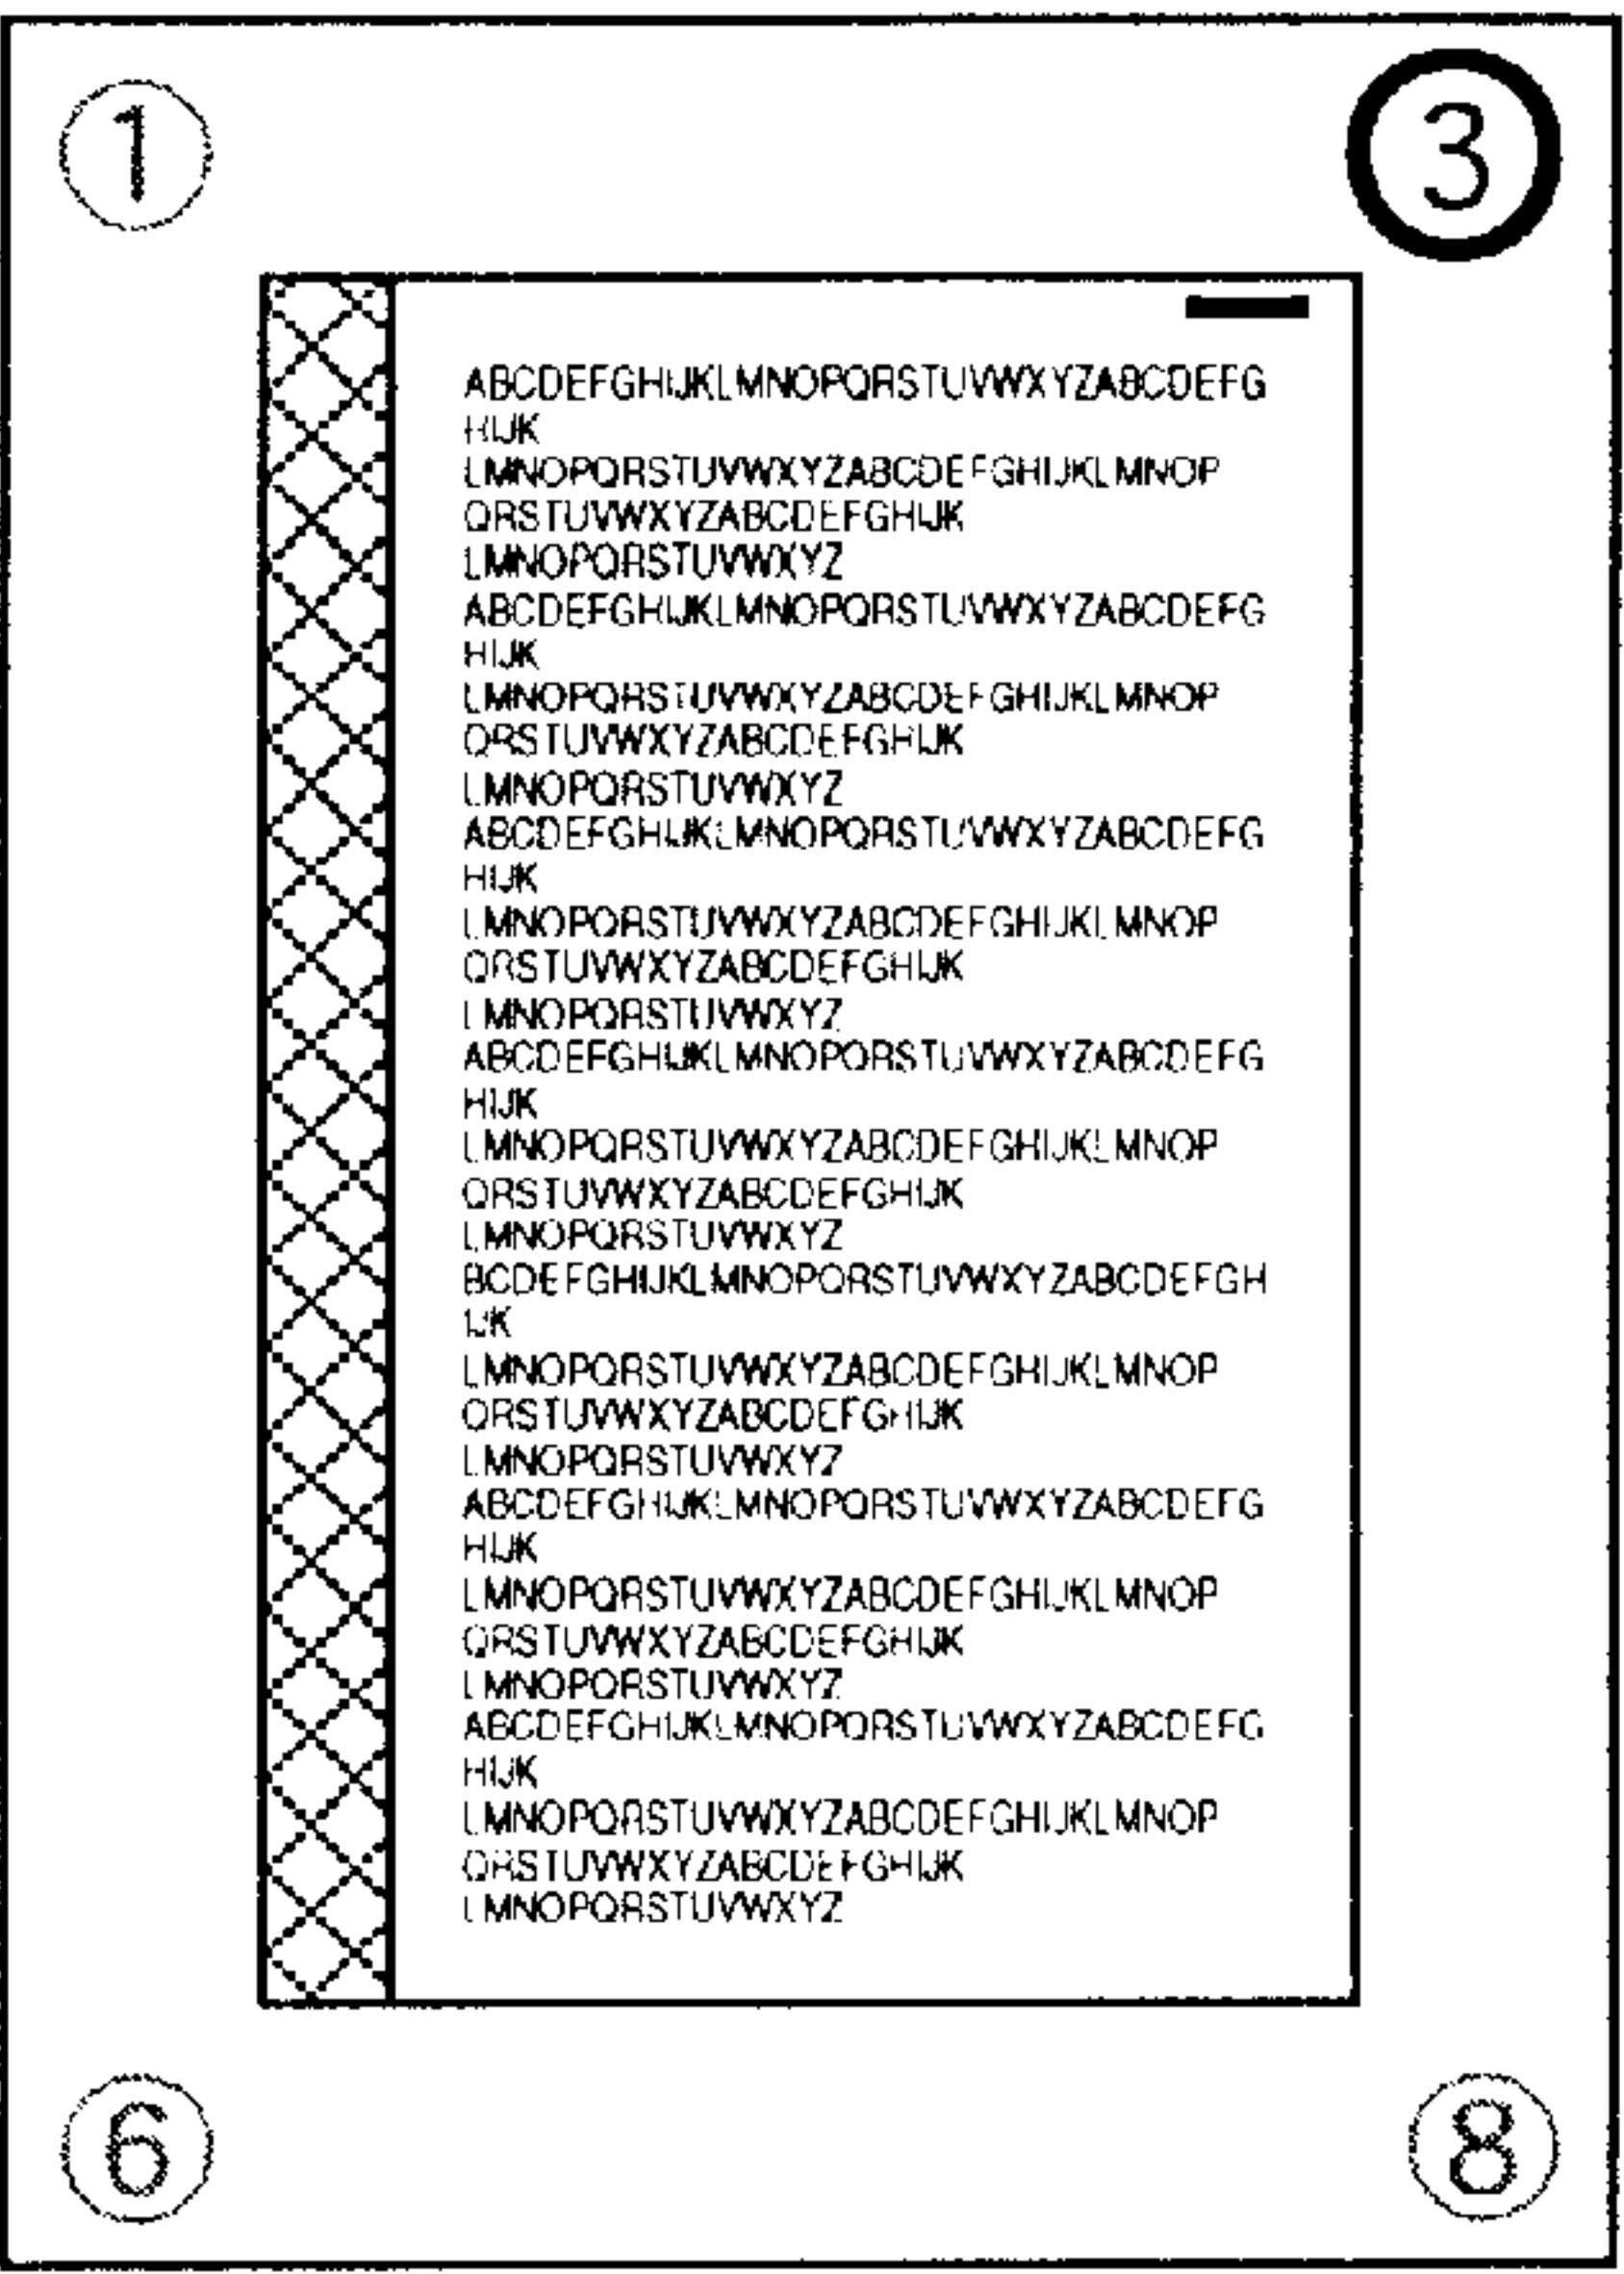 1
3
ABCDEFGHIJKLMNOPQRSTUVWXYZABCDEFG
HIJK
LMNOPQRSTUVWXYZABCDEFGHIJKLMNOP
QRSTUVWXYZABCDEFGHIJK
LMNOPQRSTUVWXYZ
ABCDEFGHIJKLMNOPQRSTUVWXYZABCDEFG
HIJK
LMNOPQRSTUVWXYZABCDEFGHIJKLMNOP
QRSTUVWXYZABCDEFGHIJK
LMNOPQRSTUVWXYZ
ABCDEFGHIJKLMNOPQRSTUVWXYZABCDEFG
HIJK
LMNOPQRSTUVWXYZABCDEFGHIJKLMNOP
QRSTUVWXYZABCDEFGHIJK
LMNOPQRSTUVWXYZ
ABCDEFGHIJKLMNOPQRSTUVWXYZABCDEFG
HIJK
LMNOPQRSTUVWXYZABCDEFGHIJKLMNOP
QRSTUVWXYZABCDEFGHIJK
LMNOPQRSTUVWXYZ
BCDEFGHIJKLMNOPQRSTUVWXYZABCDEFGH
IJK
LMNOPQRSTUVWXYZABCDEFGHIJKLMNOP
QRSTUVWXYZABCDEFGHIJK
LMNOPQRSTUVWXYZ
ABCDEFGHIJKLMNOPQRSTUVWXYZABCDEFG
HIJK
LMNOPQRSTUVWXYZABCDEFGHIJKLMNOP
QRSTUVWXYZABCDEFGHIJK
LMNOPQRSTUVWXYZ
ABCDEFGHIJKLMNOPQRSTUVWXYZABCDEFG
HIJK
LMNOPQRSTUVWXYZABCDEFGHIJKLMNOP
QRSTUVWXYZABCDEFGHIJK
LMNOPQRSTUVWXYZ
6
8